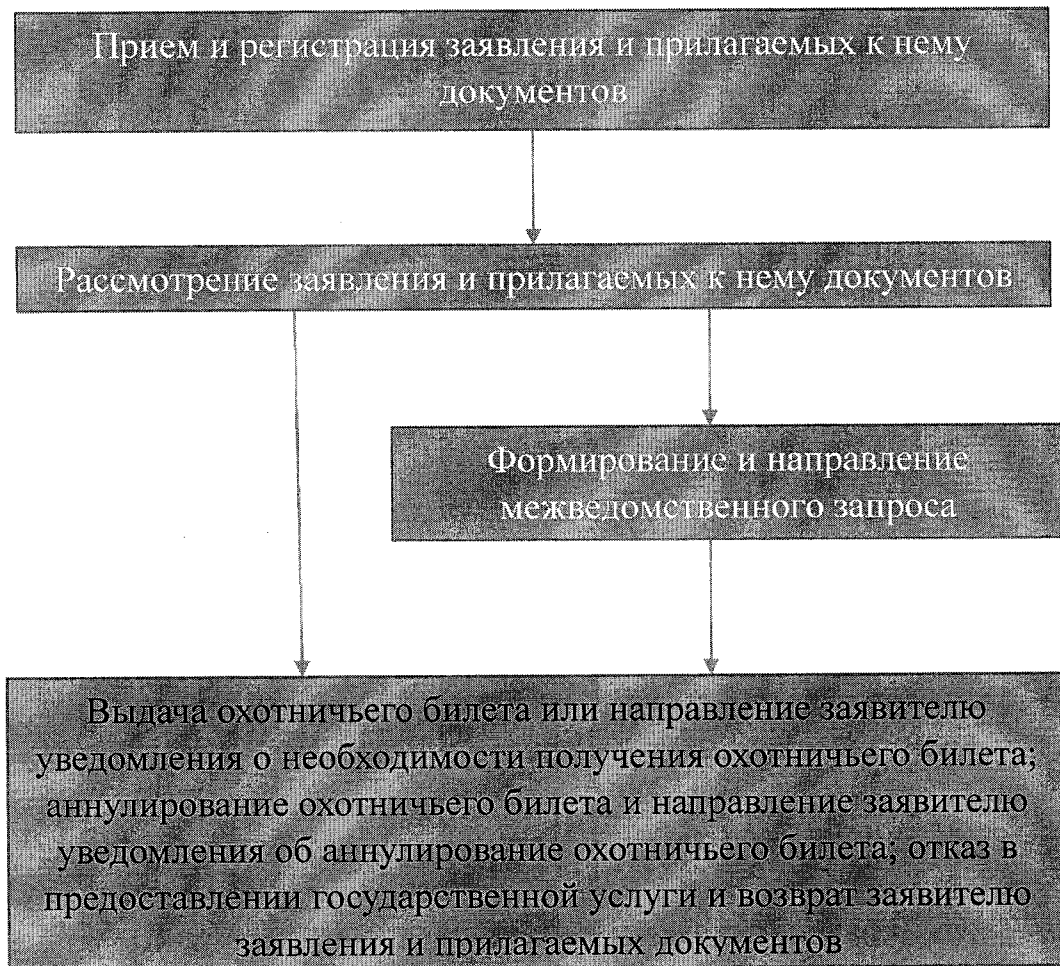 Прием и регистрация заявления и прилагаемых к нему
документов
Рассмотрение заявления и прилагаемых к нему документов
Формирование и направление
межведомственного запроса
Выдача охотничьего билета или направление заявителю
уведомления о необходимости получения охотничьего билета;
аннулирование охотничьего билета и направление заявителю
уведомления об аннулирование охотничьего билета; отказ в
предоставлении государственной услуги и возврат заявителю
заявления и прилагаемых документов